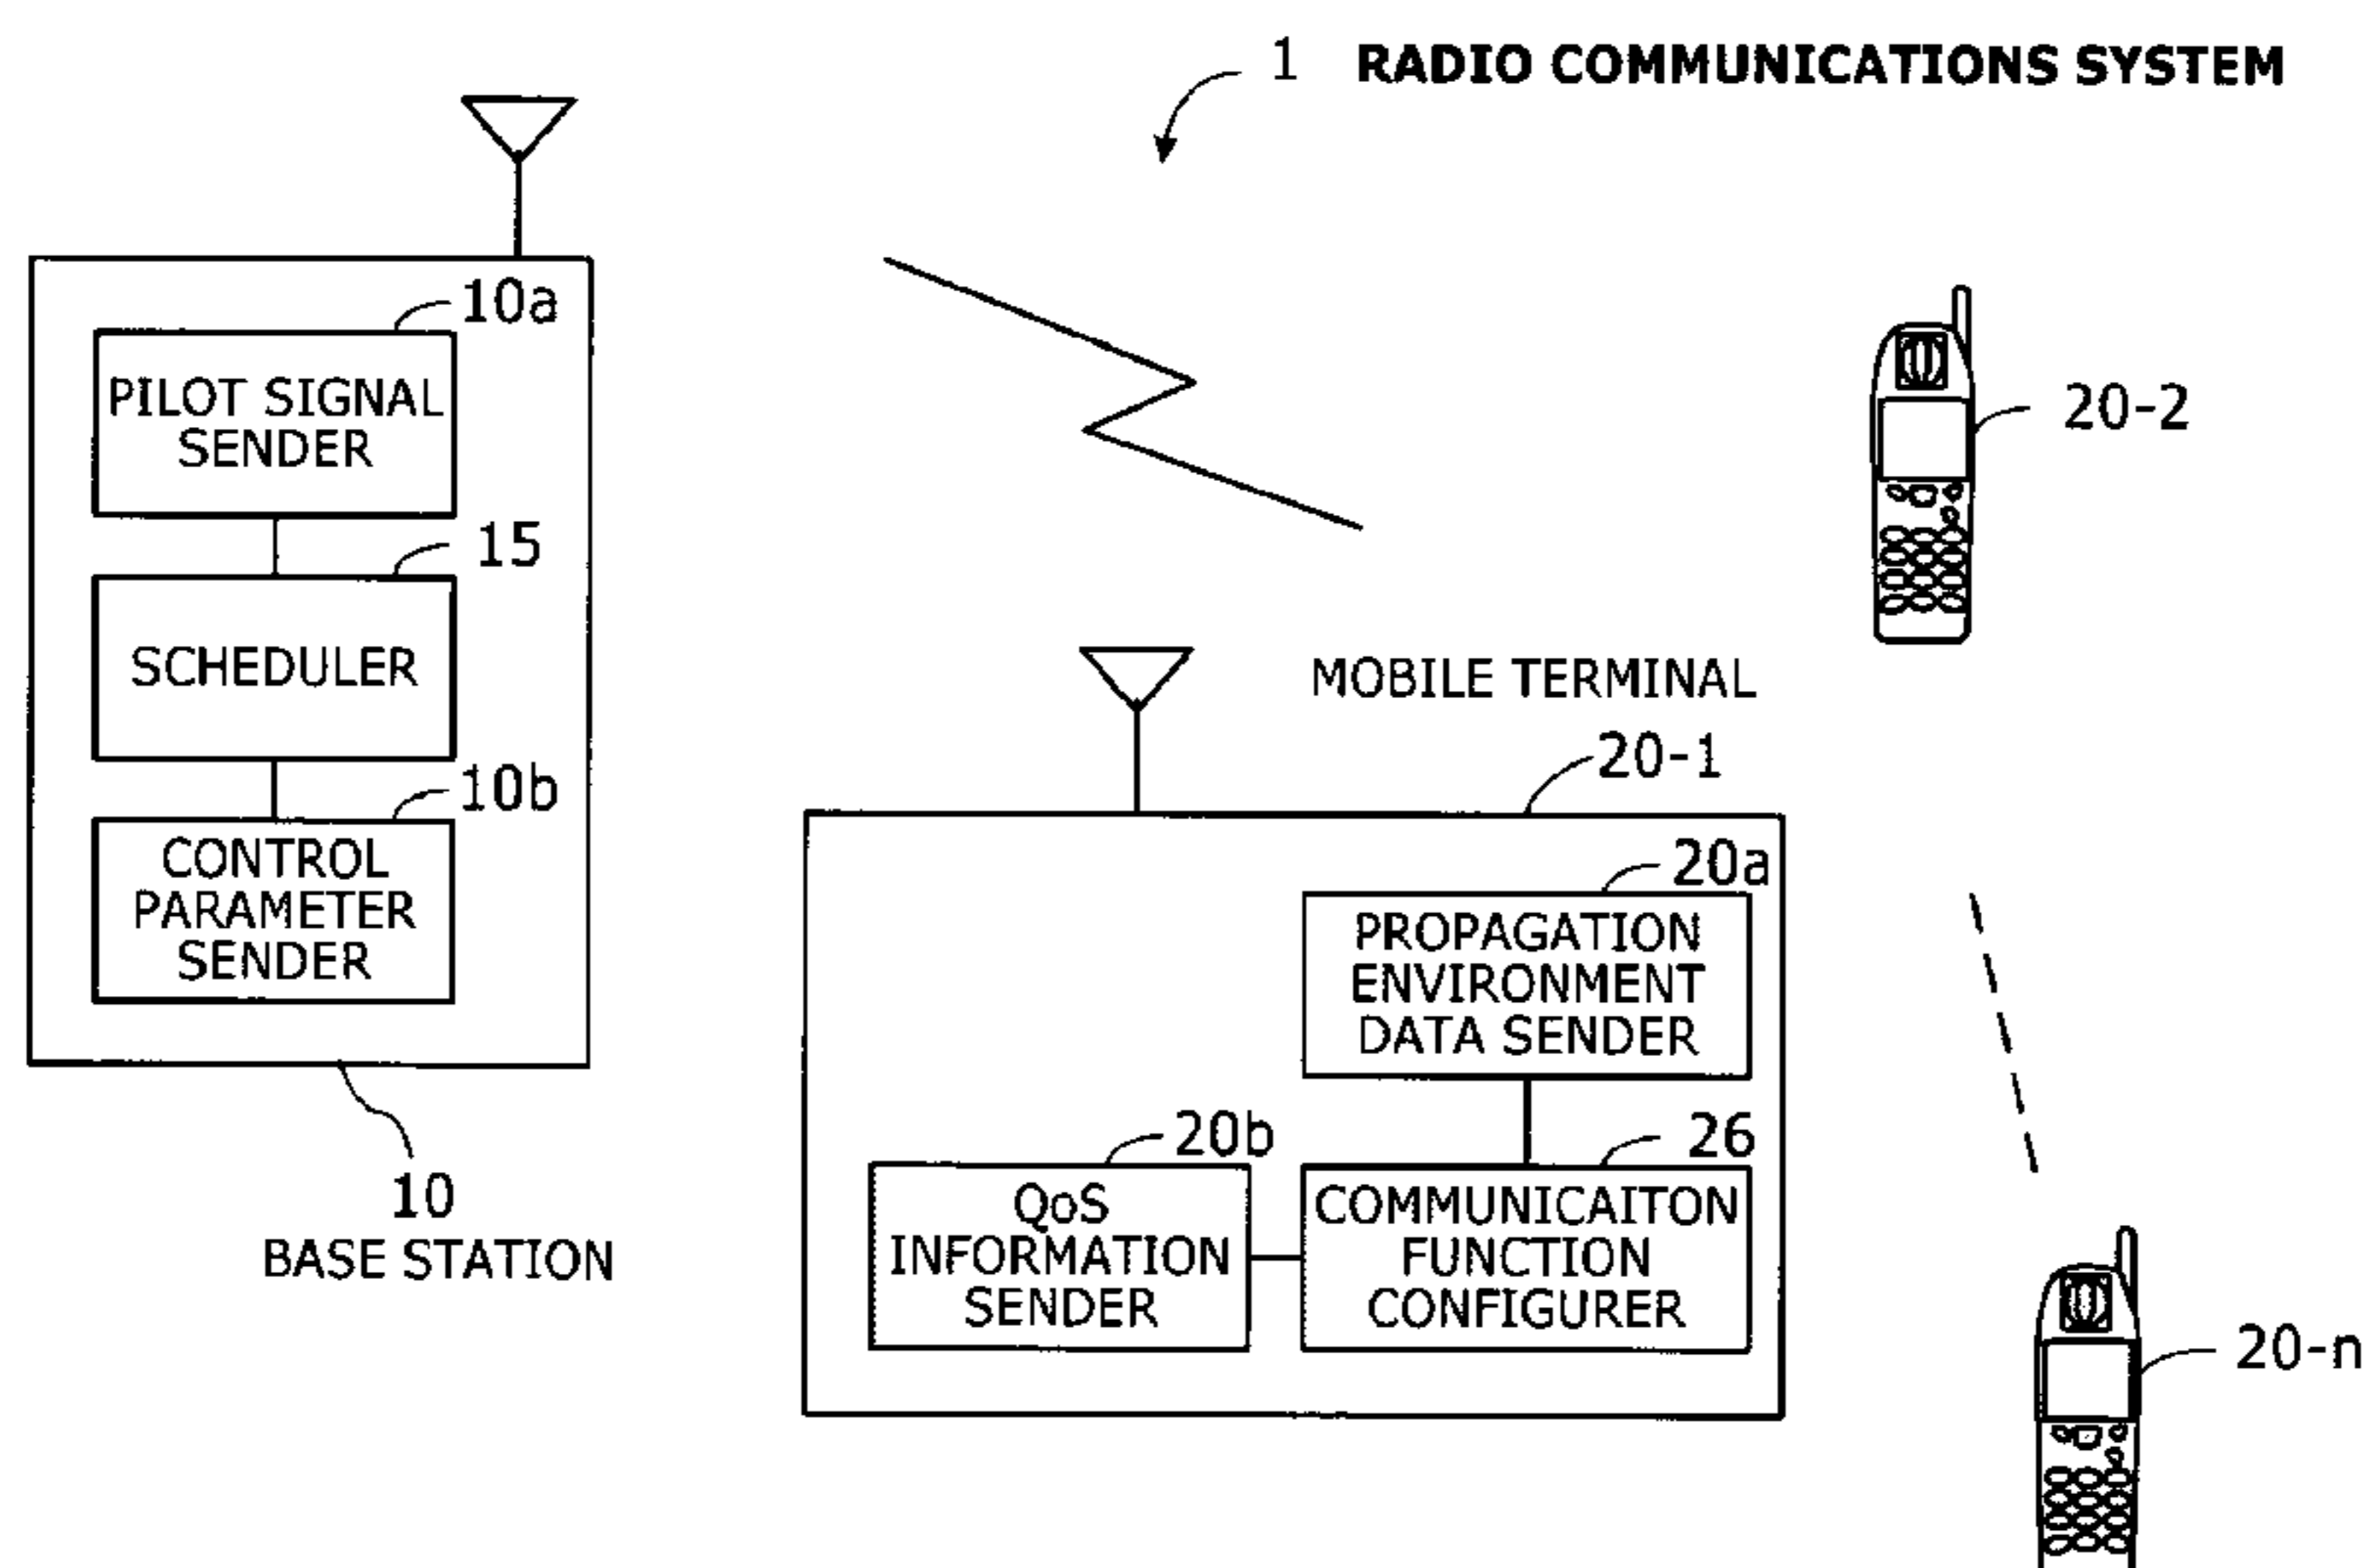 1 RADIO COMMUNICATIONS SYSTEM
10a
PILOT SIGNAL
SENDER
15
SCHEDULER
10b
CONTROL
PARAMETER
SENDER
10
BASE STATION
20-2
MOBILE TERMINAL
20-1
20a
PROPAGATION
ENVIRONMENT
DATA SENDER
20b
QoS
INFORMATION
SENDER
26
COMMUNICAITON
FUNCTION
CONFIGURER
20-n